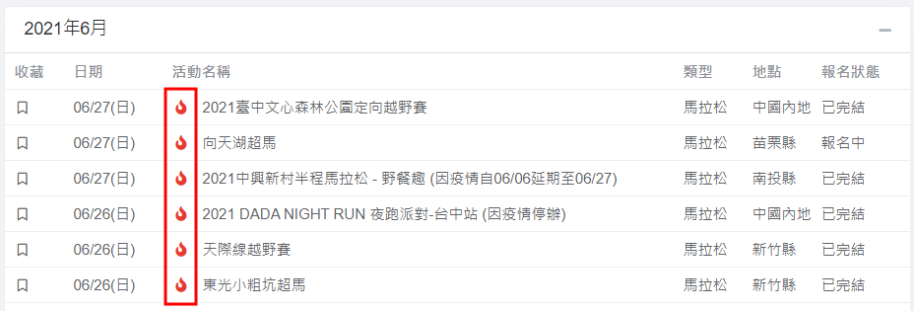 2021年6月
收藏 日期 活動名稱 類型 地點 報名狀態
06/27(日) 2021臺中文心森林公園定向越野賽 馬拉松 中國內地 已完結
06/27(日) 向天湖超馬 馬拉松 苗栗縣 報名中
06/27(日) 2021中興新村半程馬拉松 - 野餐趣 (因疫情自06/06延期至06/27) 馬拉松 南投縣 已完結
06/26(日) 2021 DADA NIGHT RUN 夜跑派對-台中站 (因疫情停辦) 馬拉松 中國內地 已完結
06/26(日) 天際線越野賽 馬拉松 新竹縣 已完結
06/26(日) 東光小粗坑超馬 馬拉松 新竹縣 已完結